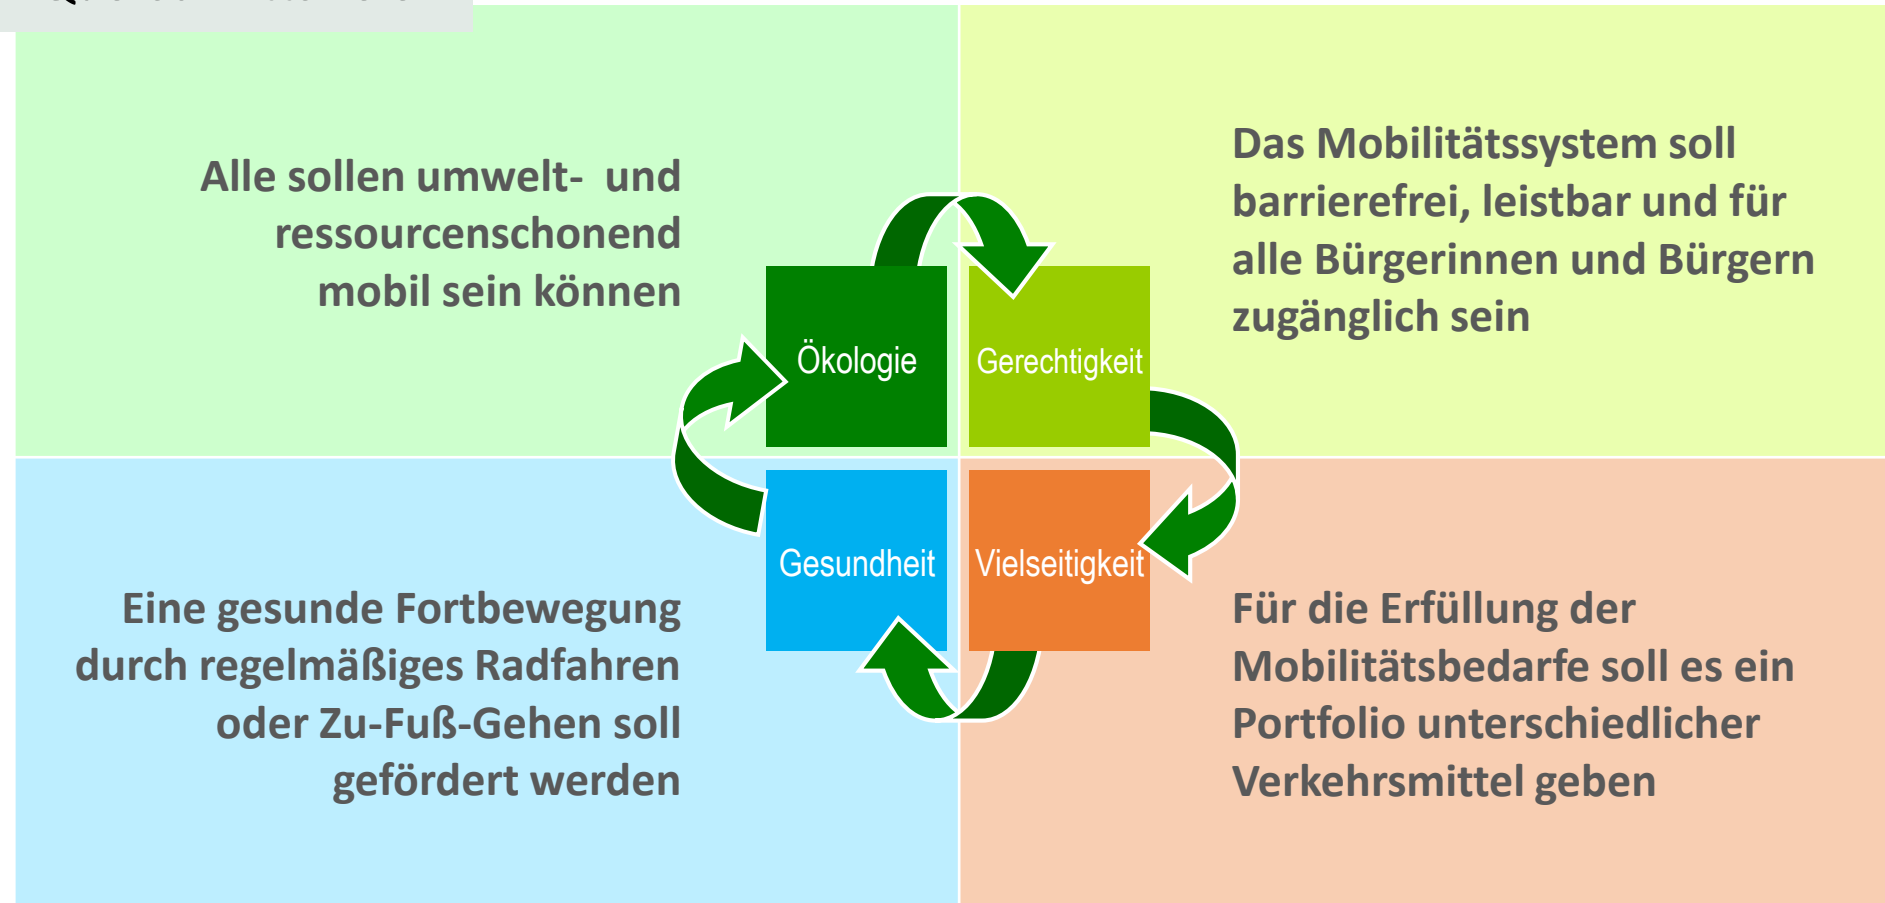 Alle sollen umwelt- und
ressourcenschonend
mobil sein können
Das Mobilitätssystem soll
barrierefrei, leistbar und für
alle Bürgerinnen und Bürgern
zugänglich sein
Ökologie
Gerechtigkeit
Gesundheit
Vielseitigkeit
Eine gesunde Fortbewegung
durch regelmäßiges Radfahren
oder Zu-Fuß-Gehen soll
gefördert werden
Für die Erfüllung der
Mobilitätsbedarfe soll es ein
Portfolio unterschiedlicher
Verkehrsmittel geben